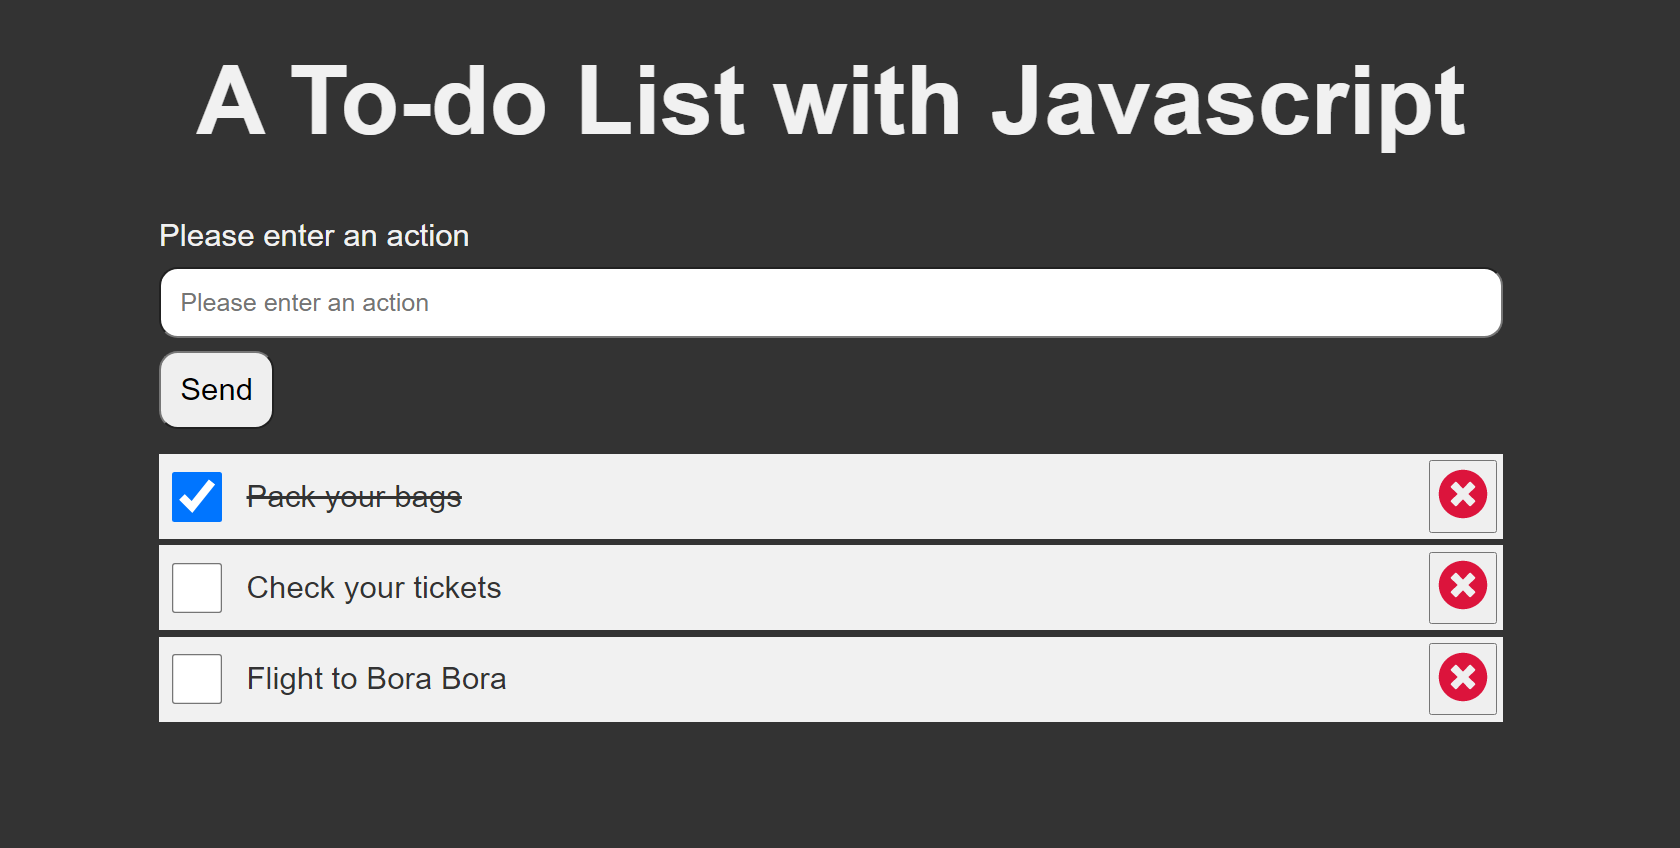 A To-do List with Javascript
Please enter an action
Please enter an action
Send
Pack your bags
Check your tickets
Flight to Bora Bora